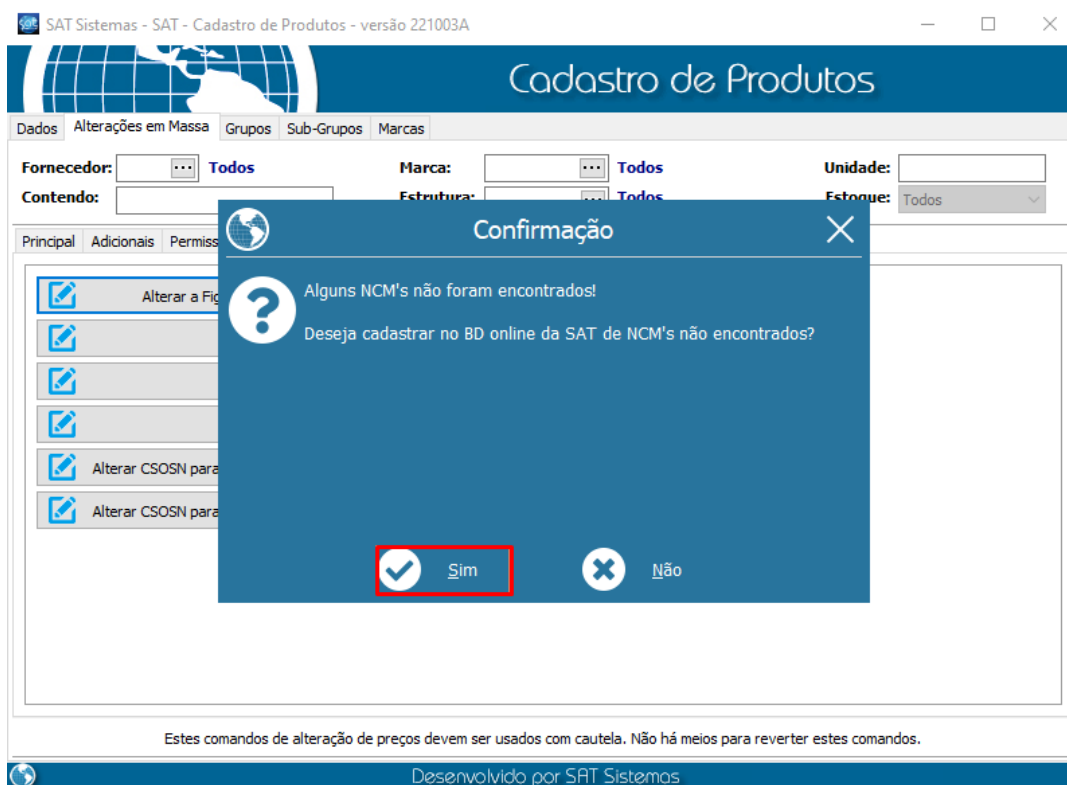 SAT Sistemas - SAT - Cadastro de Produtos - versão 221003A
Cadastro de Produtos
Dados Alterações em Massa Grupos Sub-Grupos Marcas
Fornecedor: ... Todos Marca: ... Todos Unidade:
Contendo: Estrutura: ... Todos Estoque: Todos
Principal Adicionais Permiss
Confirmação
Alterar a Fig
Alguns NCM's não foram encontrados!
Deseja cadastrar no BD online da SAT de NCM's não encontrados?
Alterar CSOSN para
Alterar CSOSN para
Sim Não
Estes comandos de alteração de preços devem ser usados com cautela. Não há meios para reverter estes comandos.
Desenvolvido por SAT Sistemas